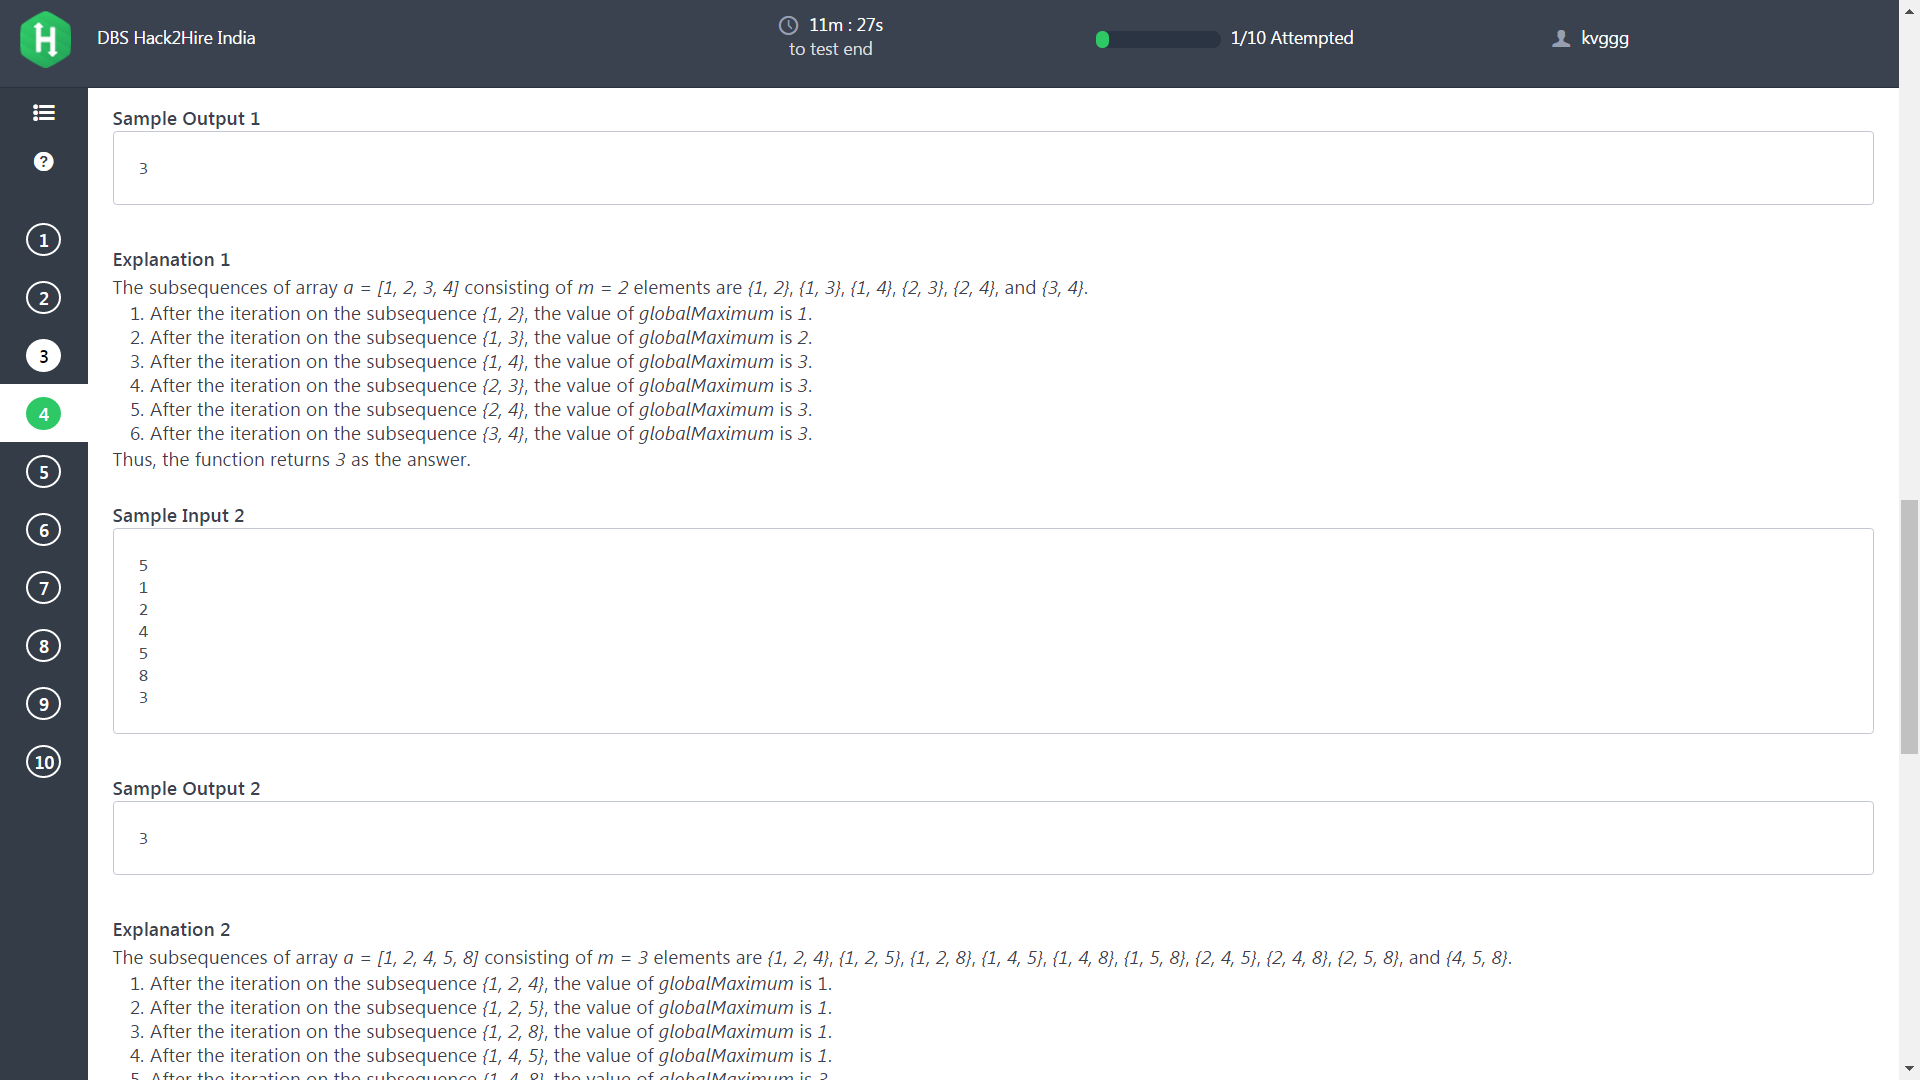 DBS Hack2Hire India
11m : 27s
to test end
1/10 Attempted
kvggg
?
1
2
3
4
5
6
7
8
9
10
Sample Output 1
3
Explanation 1
The subsequences of array a = [1, 2, 3, 4] consisting of m = 2 elements are {1, 2}, {1, 3}, {1, 4}, {2, 3}, {2, 4}, and {3, 4}.
1. After the iteration on the subsequence {1, 2}, the value of globalMaximum is 1.
2. After the iteration on the subsequence {1, 3}, the value of globalMaximum is 2.
3. After the iteration on the subsequence {1, 4}, the value of globalMaximum is 3.
4. After the iteration on the subsequence {2, 3}, the value of globalMaximum is 3.
5. After the iteration on the subsequence {2, 4}, the value of globalMaximum is 3.
6. After the iteration on the subsequence {3, 4}, the value of globalMaximum is 3.
Thus, the function returns 3 as the answer.
Sample Input 2
5
1
2
4
5
8
3
Sample Output 2
3
Explanation 2
The subsequences of array a = [1, 2, 4, 5, 8] consisting of m = 3 elements are {1, 2, 4}, {1, 2, 5}, {1, 2, 8}, {1, 4, 5}, {1, 4, 8}, {1, 5, 8}, {2, 4, 5}, {2, 4, 8}, {2, 5, 8}, and {4, 5, 8}.
1. After the iteration on the subsequence {1, 2, 4}, the value of globalMaximum is 1.
2. After the iteration on the subsequence {1, 2, 5}, the value of globalMaximum is 1.
3. After the iteration on the subsequence {1, 2, 8}, the value of globalMaximum is 1.
4. After the iteration on the subsequence {1, 4, 5}, the value of globalMaximum is 1.
5. After the iteration on the subsequence {1, 4, 8}, the value of globalMaximum is